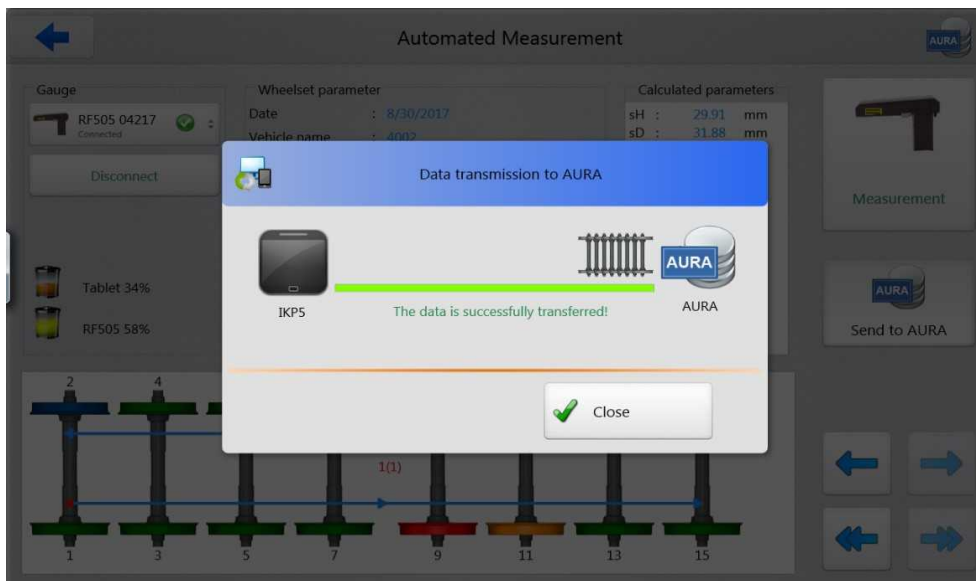 Automated Measurement
AURA
Gauge
RF505 04217
Connected
Disconnect
Tablet 34%
RF505 58%
Wheelset parameter
Date : 8/30/2017
Vehicle name : 4002
Calculated parameters
sH : 29.91 mm
sD : 31.88 mm
Measurement
AURA
Send to AURA
Data transmission to AURA
AURA
IKP5
The data is successfully transferred!
AURA
Close
2 4
1(1)
1 3 5 7 9 11 13 15